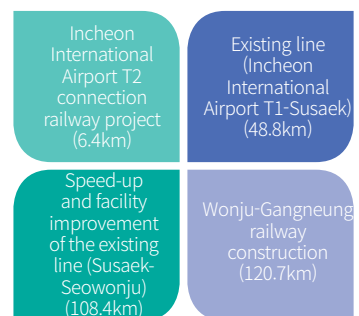 Incheon
International
Airport T2
connection
railway project
(6.4km)
Existing line
(Incheon
International
Airport T1-Susaek)
(48.8km)
Speed-up
and facility
improvement
of the existing
line (Susaek-
Seowonju)
(108.4km)
Wonju-Gangneung
railway
construction
(120.7km)